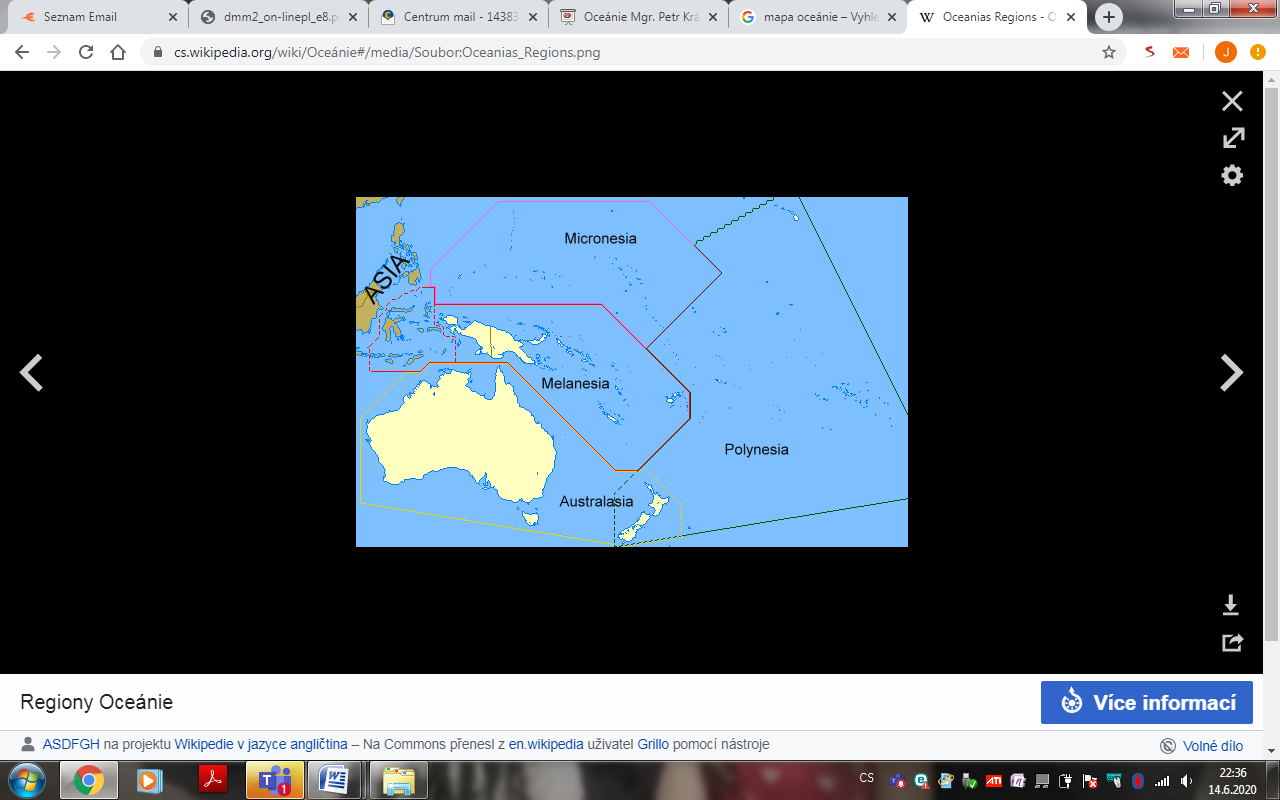 Seznam Email
dmm2_on-linepl_e8.p
Centrum mail - 14383
Oceánie Mgr. Petr Krá
mapa oceánie – Vyhle
Oceanias Regions - O
cs.wikipedia.org/wiki/Oceánie#/media/Soubor:Oceanias_Regions.png
J
Micronesia
ASIA
Melanesia
Polynesia
Australasia
Regiony Oceánie
Více informací
ASDFGH na projektu Wikipedie v jazyce angličtina – Na Commons přenesl z en.wikipedia uživatel Grillo pomocí nástroje
Volné dílo
CS
22:36
14.6.2020